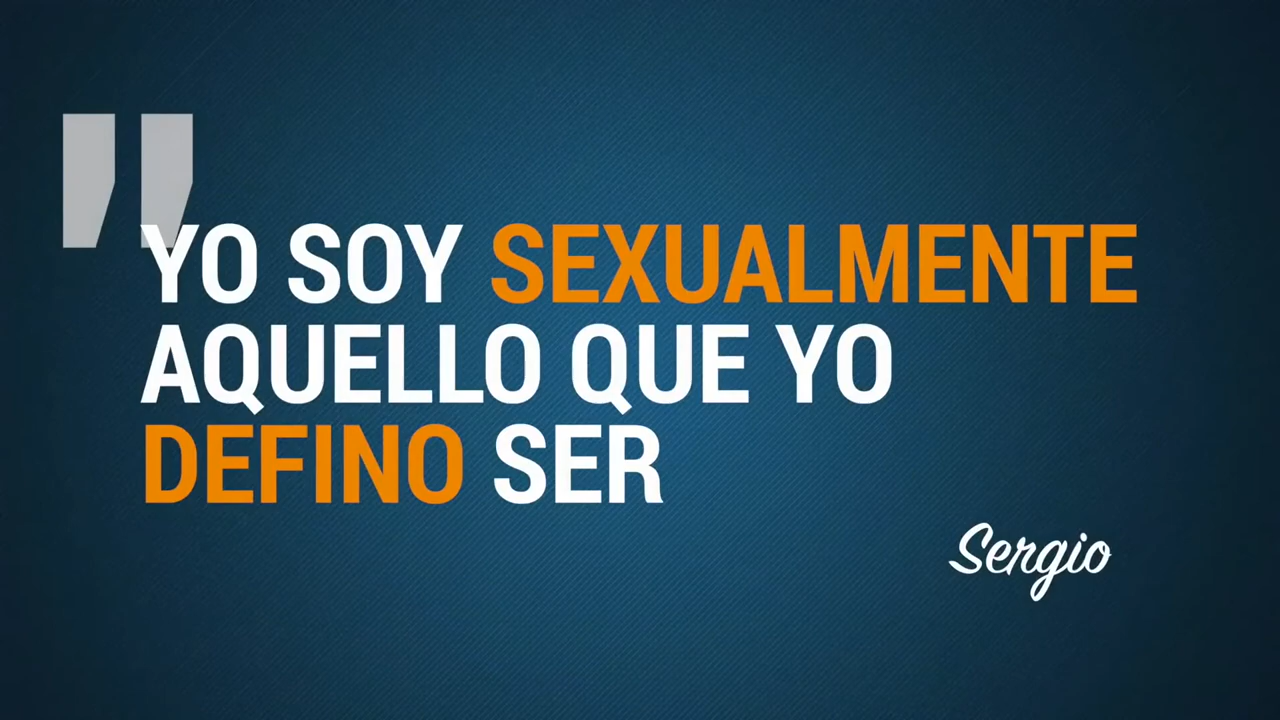 "
YO SOY SEXUALMENTE
AQUELLO QUE YO
DEFINO SER
Sergio